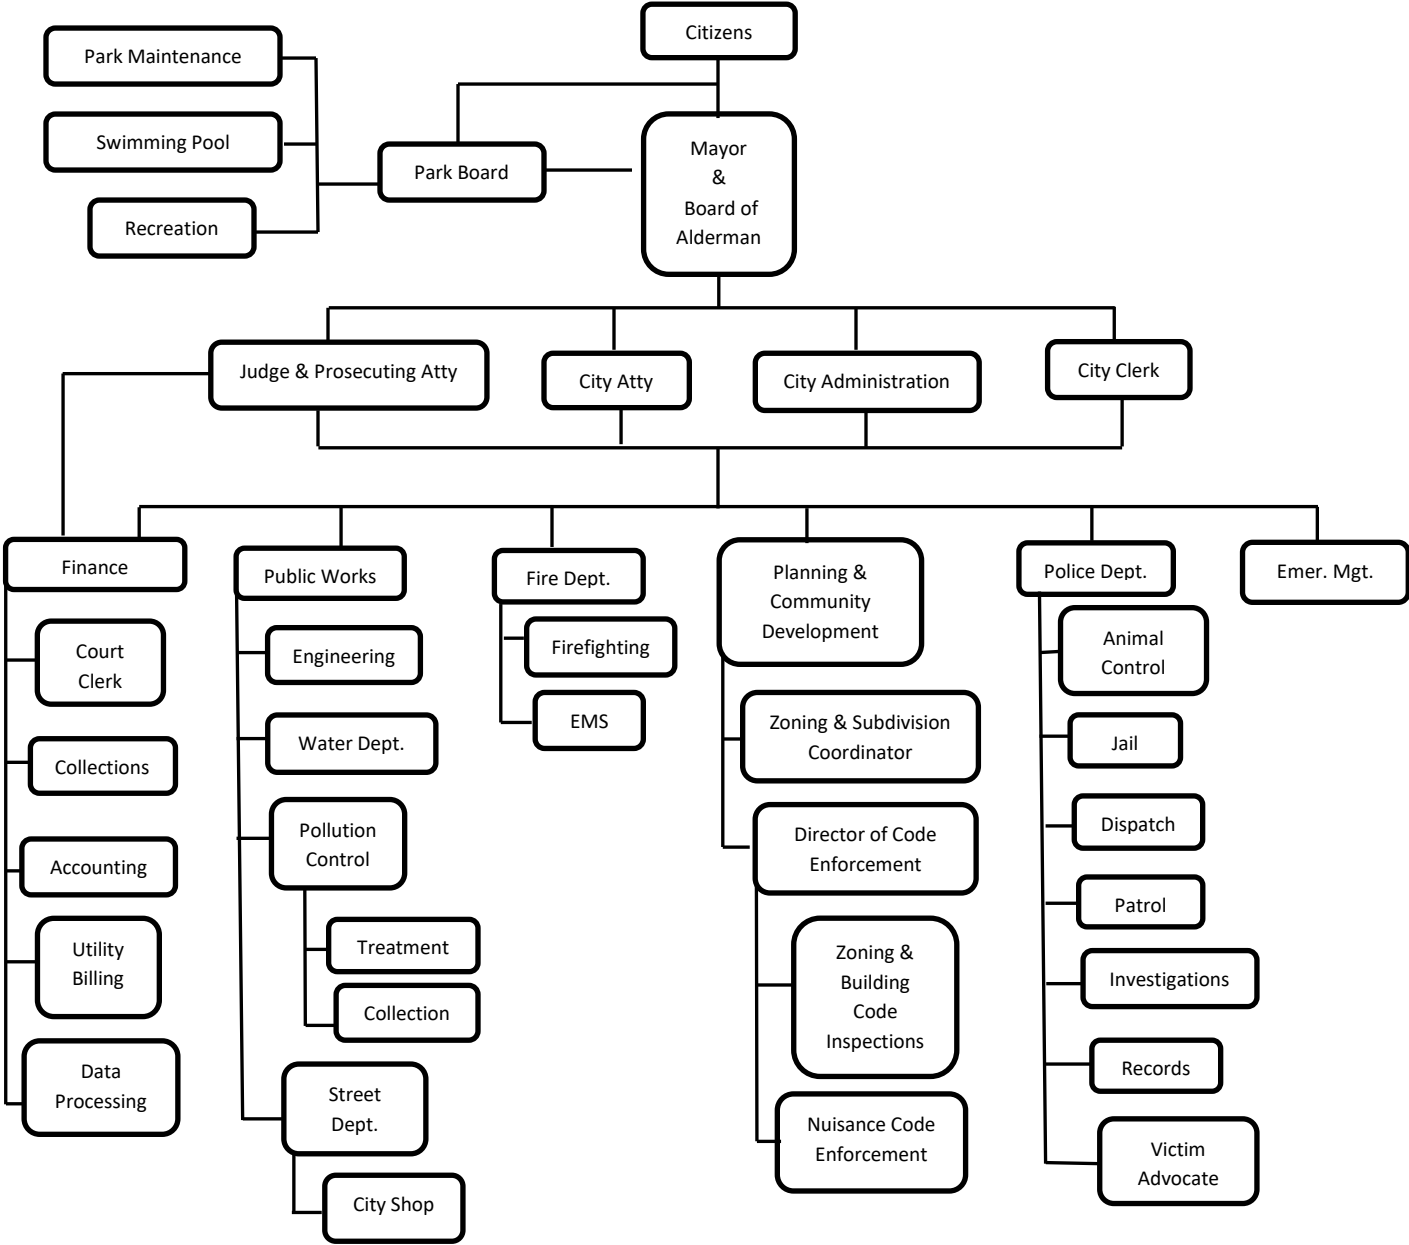 Citizens
Park Maintenance
Swimming Pool
Recreation
Park Board
Mayor
&
Board of
Alderman
Judge & Prosecuting Atty
City Atty
City Administration
City Clerk
Finance
Court
Clerk
Collections
Accounting
Utility
Billing
Data
Processing
Public Works
Engineering
Water Dept.
Pollution
Control
Treatment
Collection
Street
Dept.
City Shop
Fire Dept.
Firefighting
EMS
Planning &
Community
Development
Zoning & Subdivision
Coordinator
Director of Code
Enforcement
Zoning &
Building
Code
Inspections
Nuisance Code
Enforcement
Police Dept.
Animal
Control
Jail
Dispatch
Patrol
Investigations
Records
Victim
Advocate
Emer. Mgt.